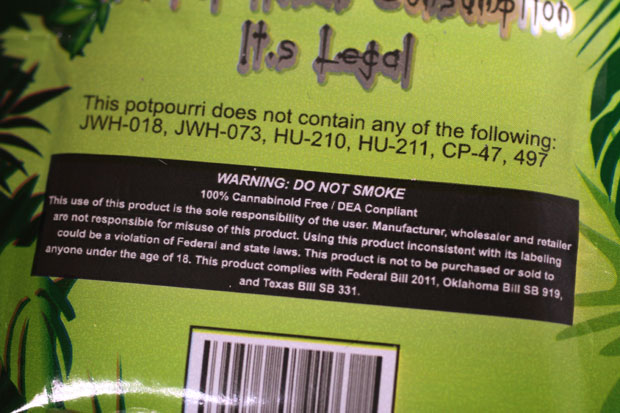 Consumption
It.s Legal
This potpourri does not contain any of the following:
JWH-018, JWH-073, HU-210, HU-211, CP-47, 497
WARNING: DO NOT SMOKE
100% Cannabinold Free / DEA Conpliant
This use of this product is the sole responsibility of the user. Manufacturer, wholesaler and retailer
are not responsible for misuse of this product. Using this product inconsistent with its labeling
could be a violation of Federal and state laws. This product is not to be purchased or sold to
anyone under the age of 18. This product complies with Federal Bill 2011, Oklahoma Bill SB 919,
and Texas Bill SB 331.